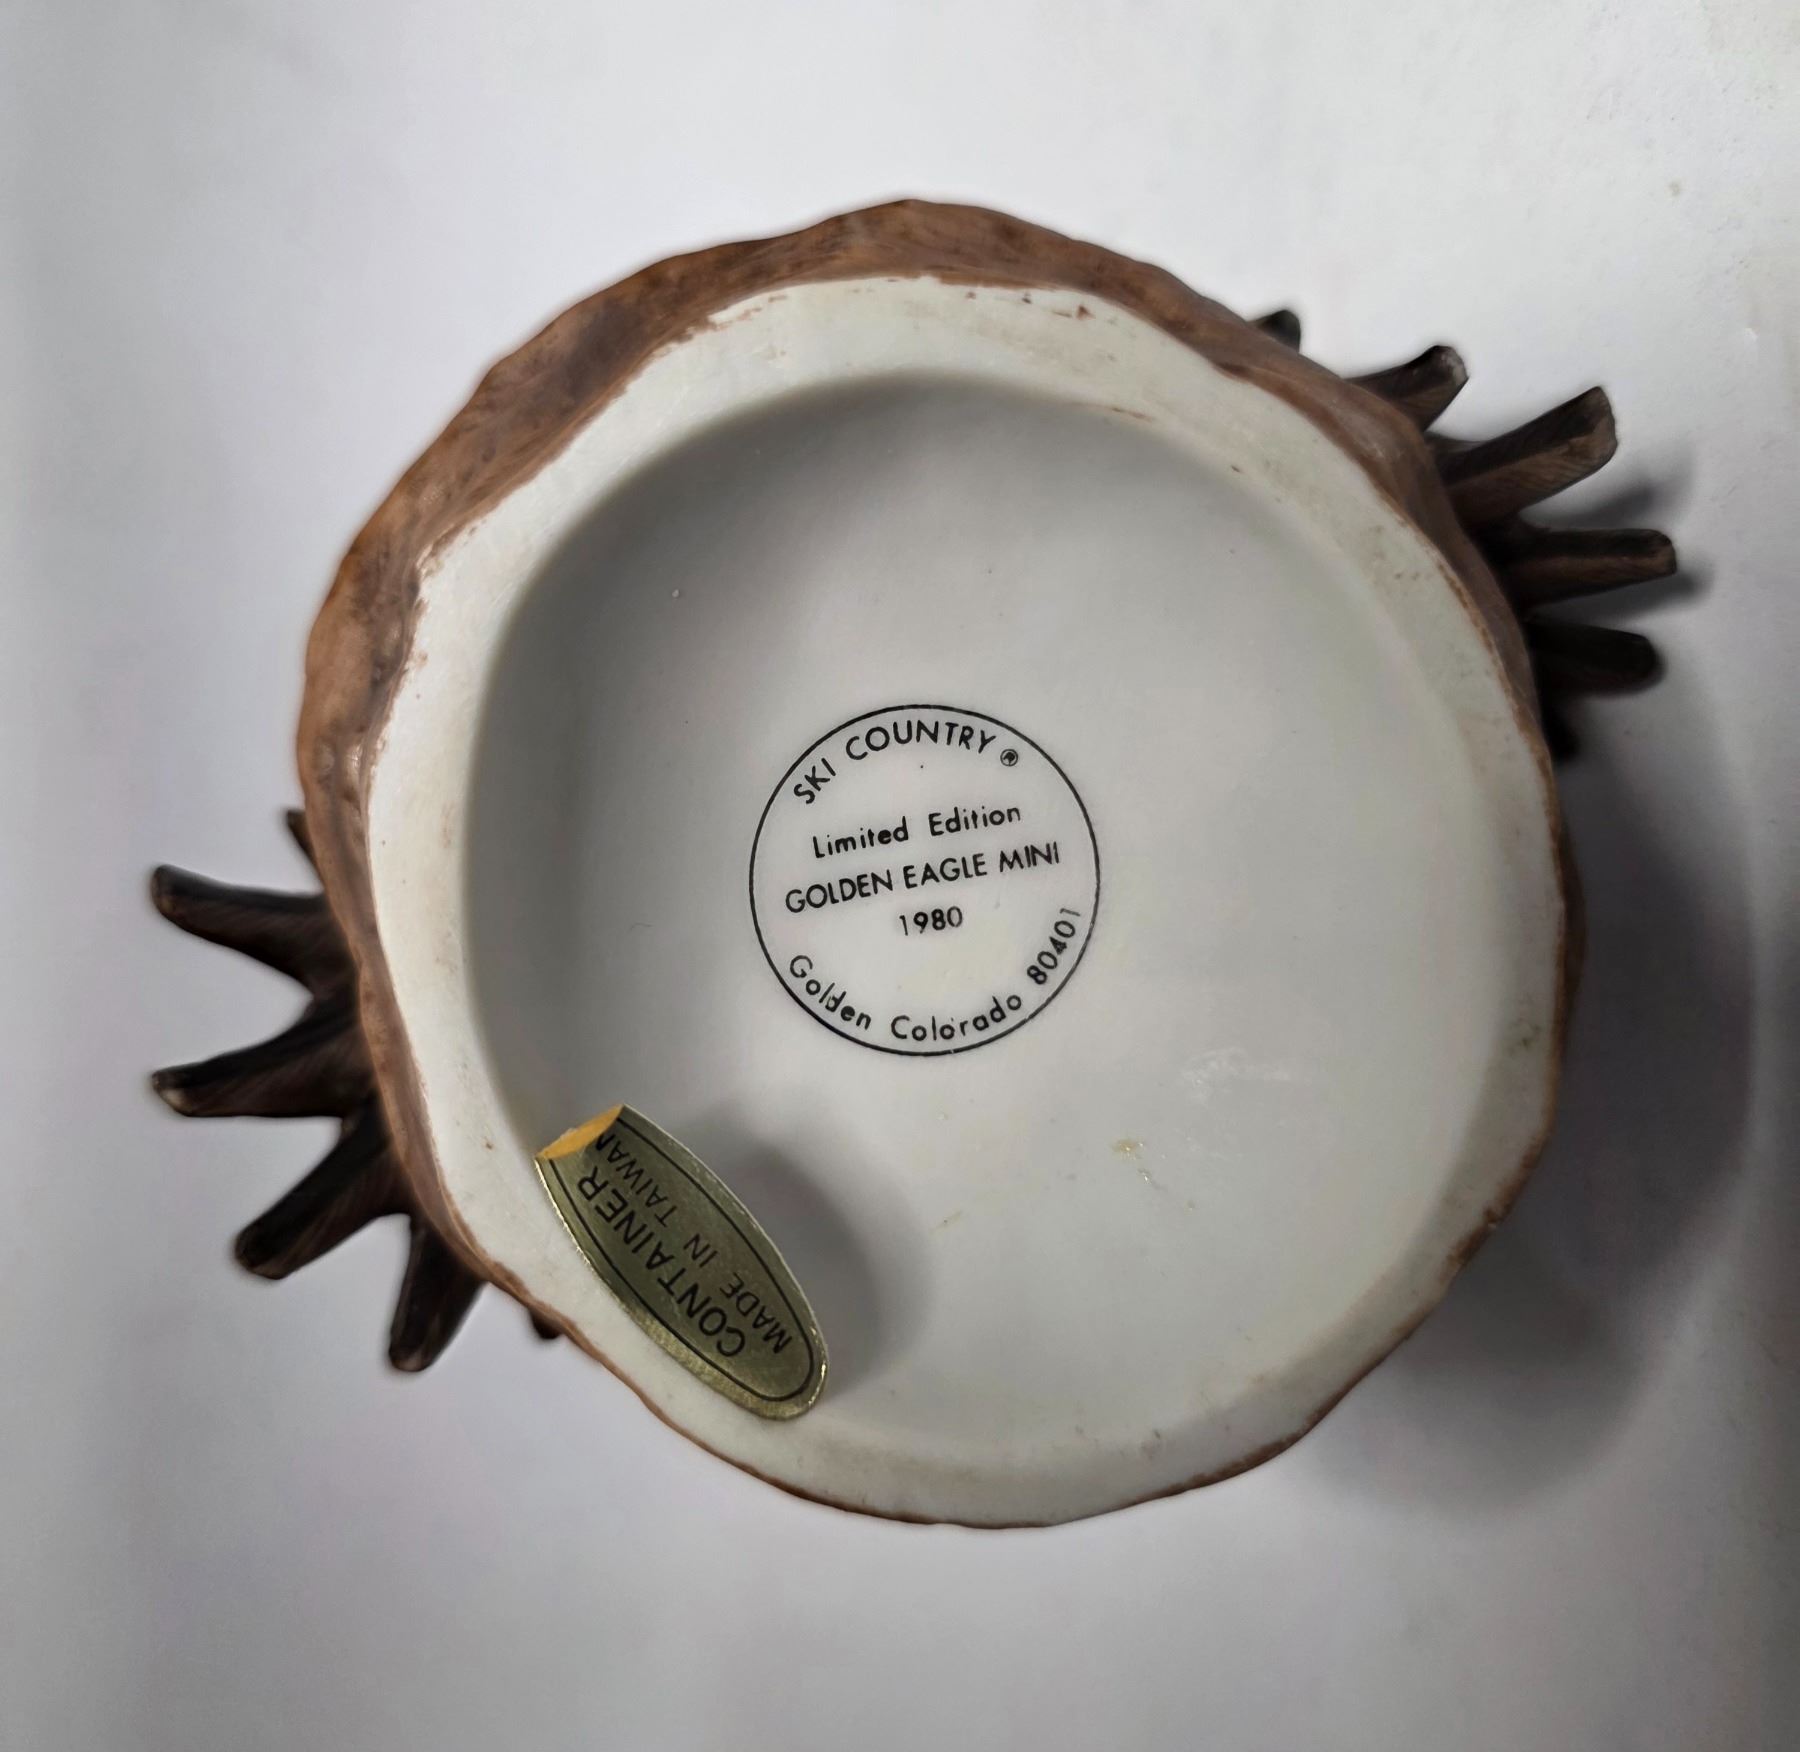 SKI COUNTRY ®
Limited Edition
GOLDEN EAGLE MINI
1980
Golden Colorado 80401
CONTAINER
MADE IN TAIWAN